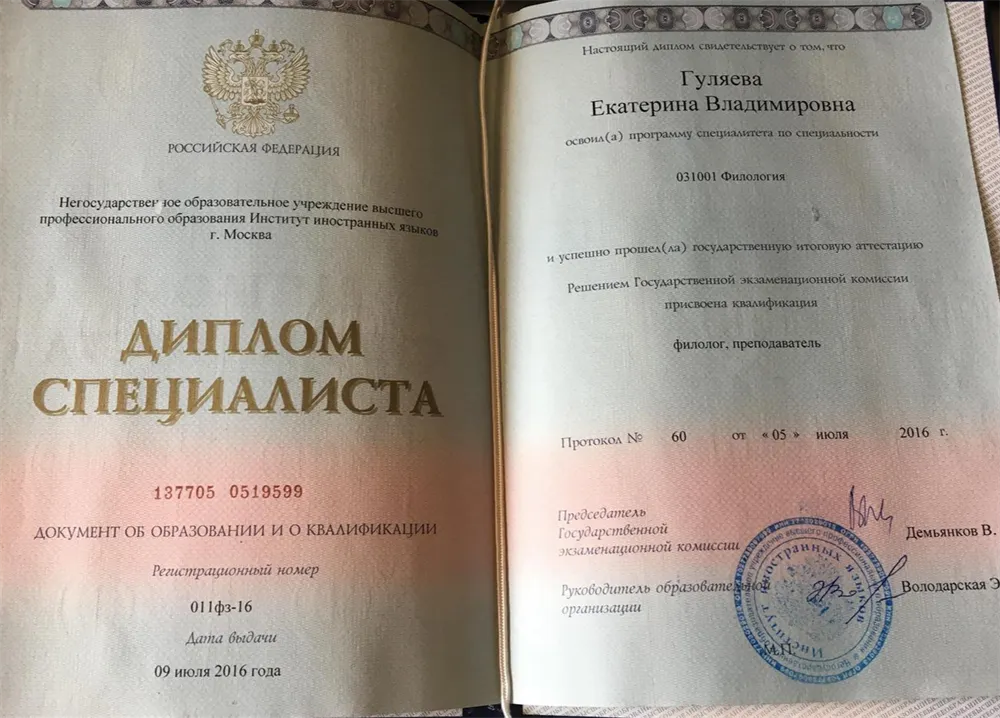 РОССИЙСКАЯ ФЕДЕРАЦИЯ
Негосударственное образовательное учреждение высшего
профессионального образования Институт иностранных языков
г. Москва
ДИПЛОМ
СПЕЦИАЛИСТА
137705 0519599
ДОКУМЕНТ ОБ ОБРАЗОВАНИИ И О КВАЛИФИКАЦИИ
Регистрационный номер
011фз-16
Дата выдачи
09 июля 2016 года
Настоящий диплом свидетельствует о том, что
Гуляева
Екатерина Владимировна
освоил(а) программу специалитета по специальности
031001 Филология
и успешно прошел(ла) государственную итоговую аттестацию
Решением Государственной экзаменационной комиссии
присвоена квалификация
филолог, преподаватель
Протокол № 60 от «05» июля 2016 г.
Председатель
Государственной
экзаменационной комиссии
Демьянков В.
Руководитель образовательной
организации
Володарская Э
М.П.
Институт иностранных языков